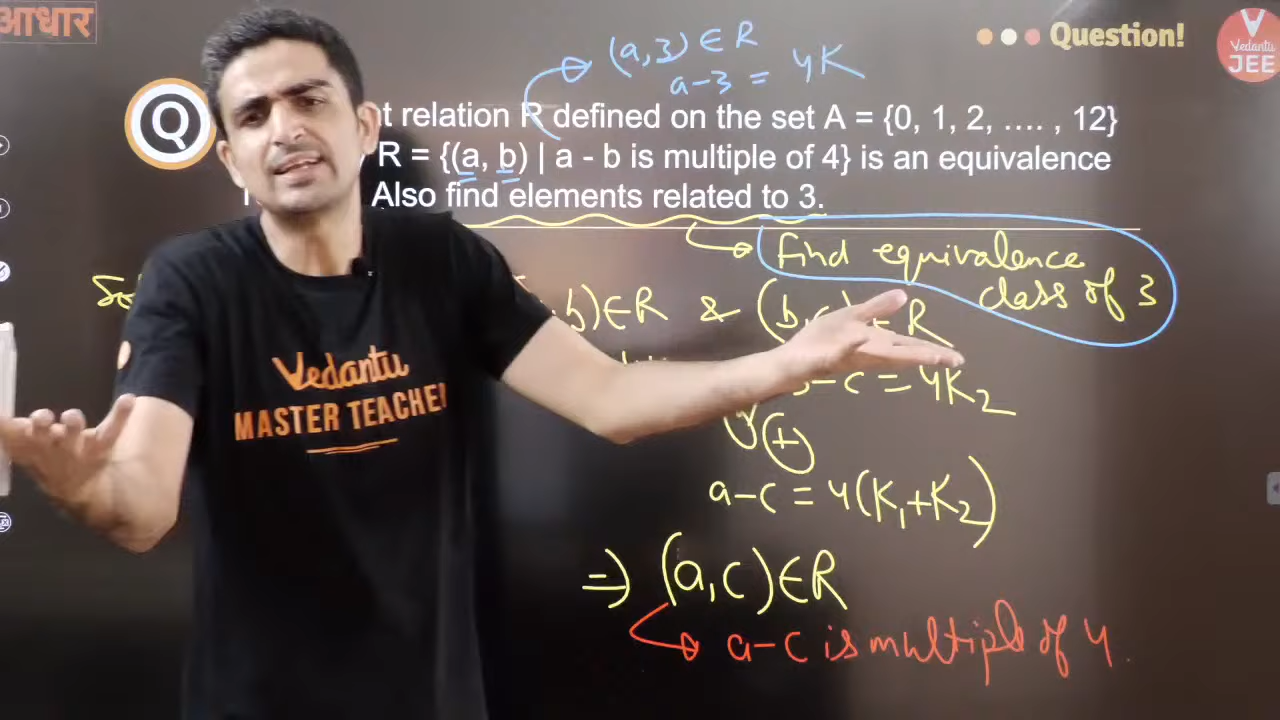 आधार
Question!
Vedantu
JEE
(a,3) ∈ R
a-3 = 4K
Q
t relation R defined on the set A = {0, 1, 2, .... , 12}
R = {(a, b) | a - b is multiple of 4} is an equivalence
Also find elements related to 3.
Find equivalence
class of 3
b)∈R & (b,c) R
-c = 4K2
(+)
a-c = 4(K1+K2)
⇒ (a,c)∈R
a-c is multiple of 4.
Vedantu
MASTER TEACHER